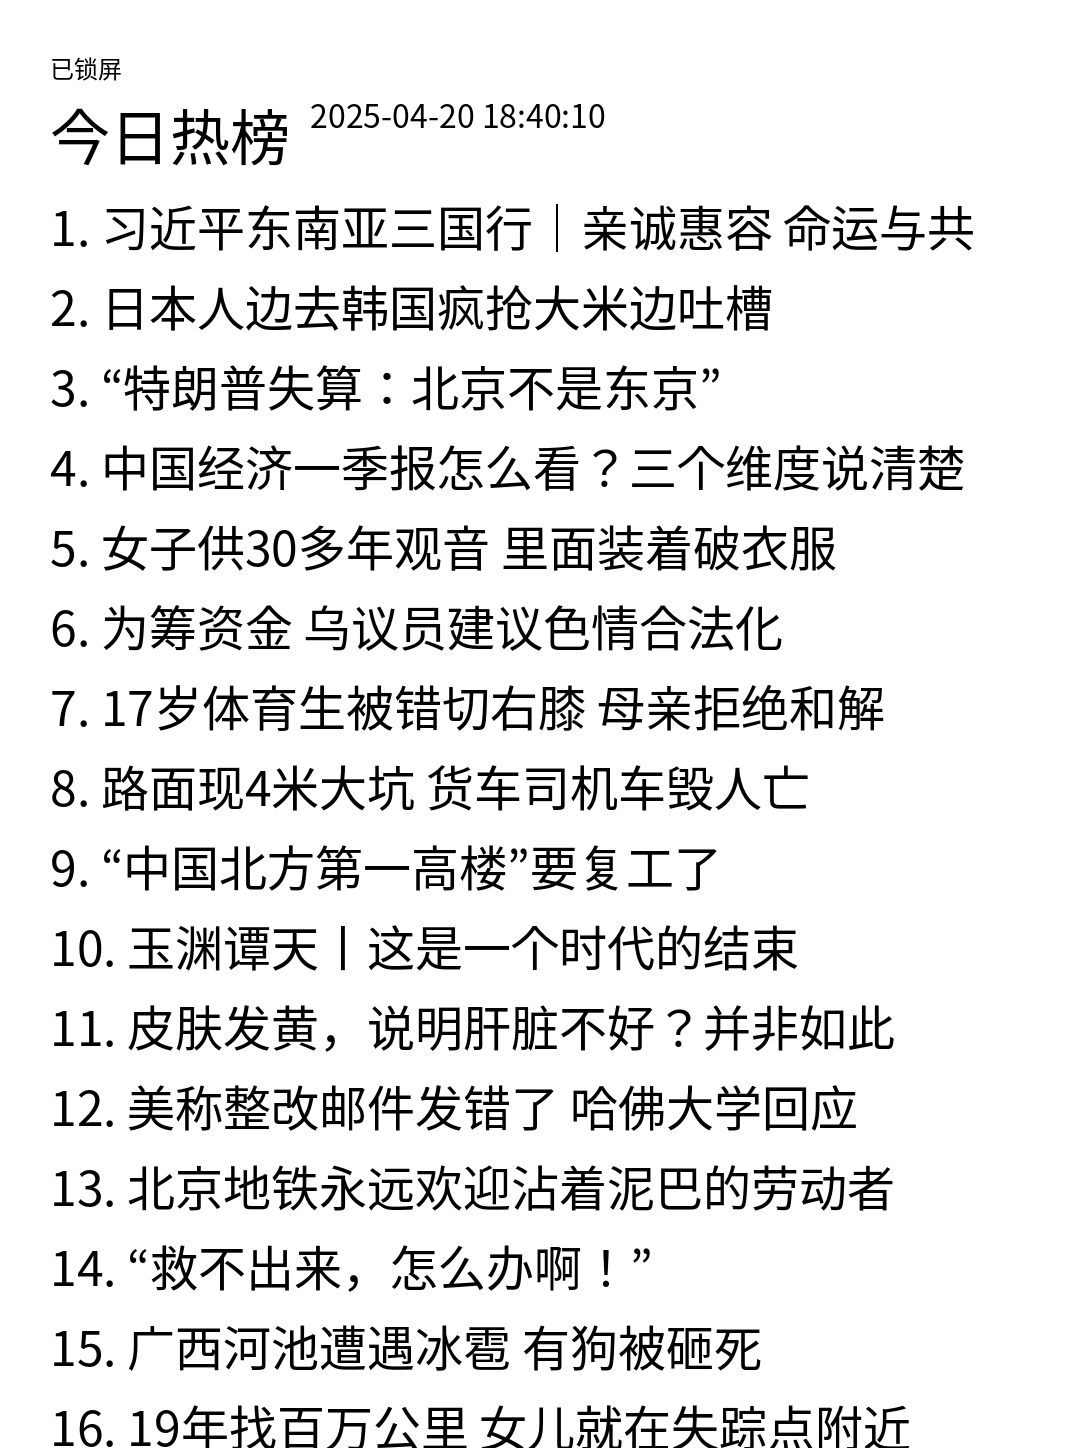 已锁屏
今日热榜 2025-04-20 18:40:10
1. 习近平东南亚三国行｜亲诚惠容 命运与共
2. 日本人边去韩国疯抢大米边吐槽
3. “特朗普失算：北京不是东京”
4. 中国经济一季报怎么看？三个维度说清楚
5. 女子供30多年观音 里面装着破衣服
6. 为筹资金 乌议员建议色情合法化
7. 17岁体育生被错切右膝 母亲拒绝和解
8. 路面现4米大坑 货车司机车毁人亡
9. “中国北方第一高楼”要复工了
10. 玉渊谭天丨这是一个时代的结束
11. 皮肤发黄，说明肝脏不好？并非如此
12. 美称整改邮件发错了 哈佛大学回应
13. 北京地铁永远欢迎沾着泥巴的劳动者
14. “救不出来，怎么办啊！”
15. 广西河池遭遇冰雹 有狗被砸死
16. 19年找百万公里 女儿就在失踪点附近